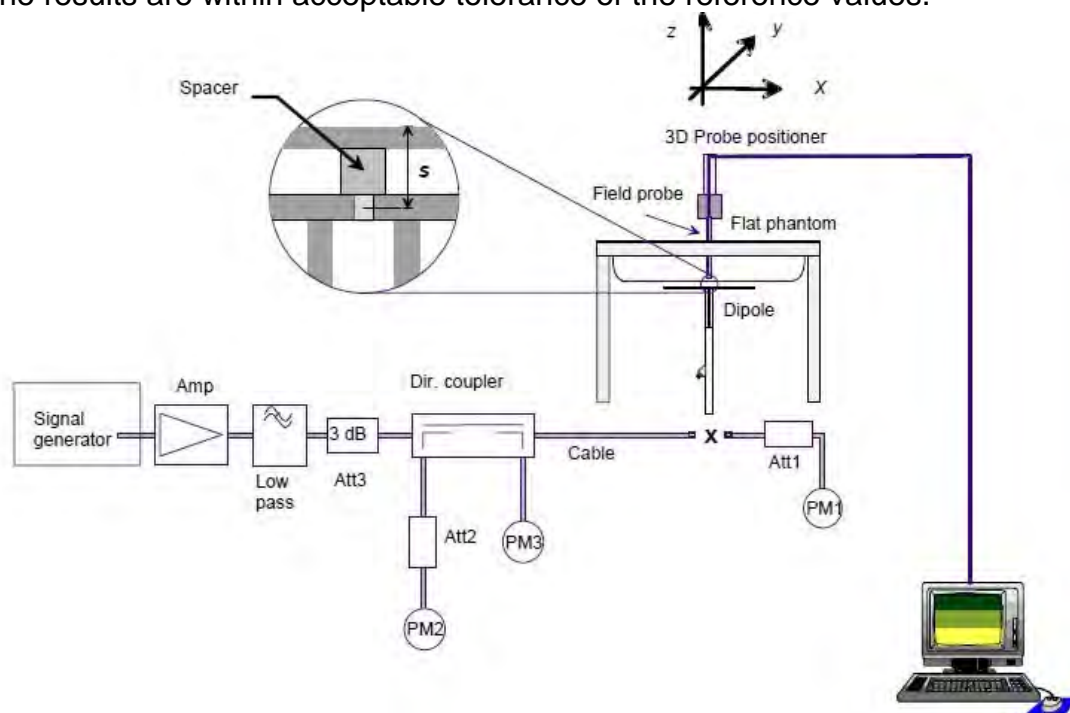 he results are within acceptable tolerance of the reference values.
z
y
x
Spacer
s
3D Probe positioner
Field probe
Flat phantom
Dipole
Dir. coupler
Amp
Signal
generator
3 dB
Low
pass
Att3
Cable
x
Att1
PM1
Att2
PM3
PM2